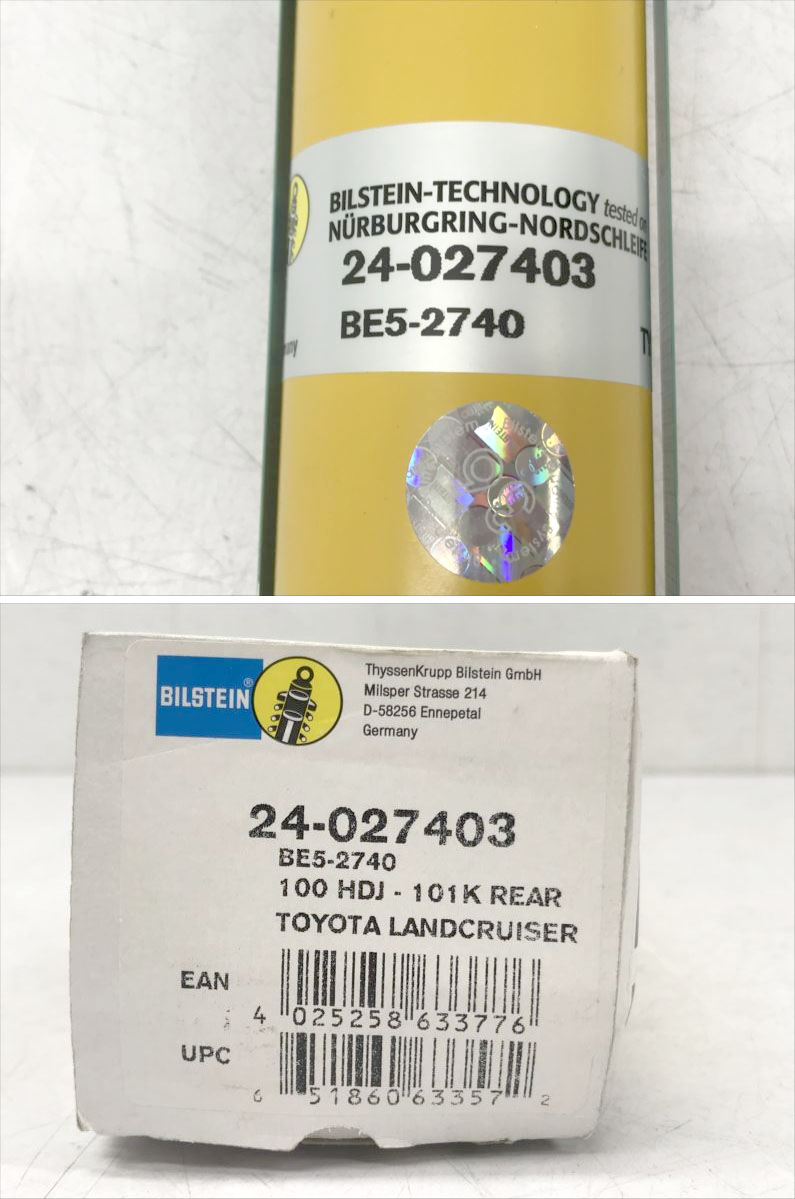 BILSTEIN-TECHNOLOGY tested on
NÜRBURGRING-NORDSCHLEIFE
24-027403
BE5-2740
BILSTEIN®
ThyssenKrupp Bilstein GmbH
Milsper Strasse 214
D-58256 Ennepetal
Germany
24-027403
BE5-2740
100 HDJ - 101K REAR
TOYOTA LANDCRUISER
EAN
4 025258 633776
UPC
6 51860 63357 2